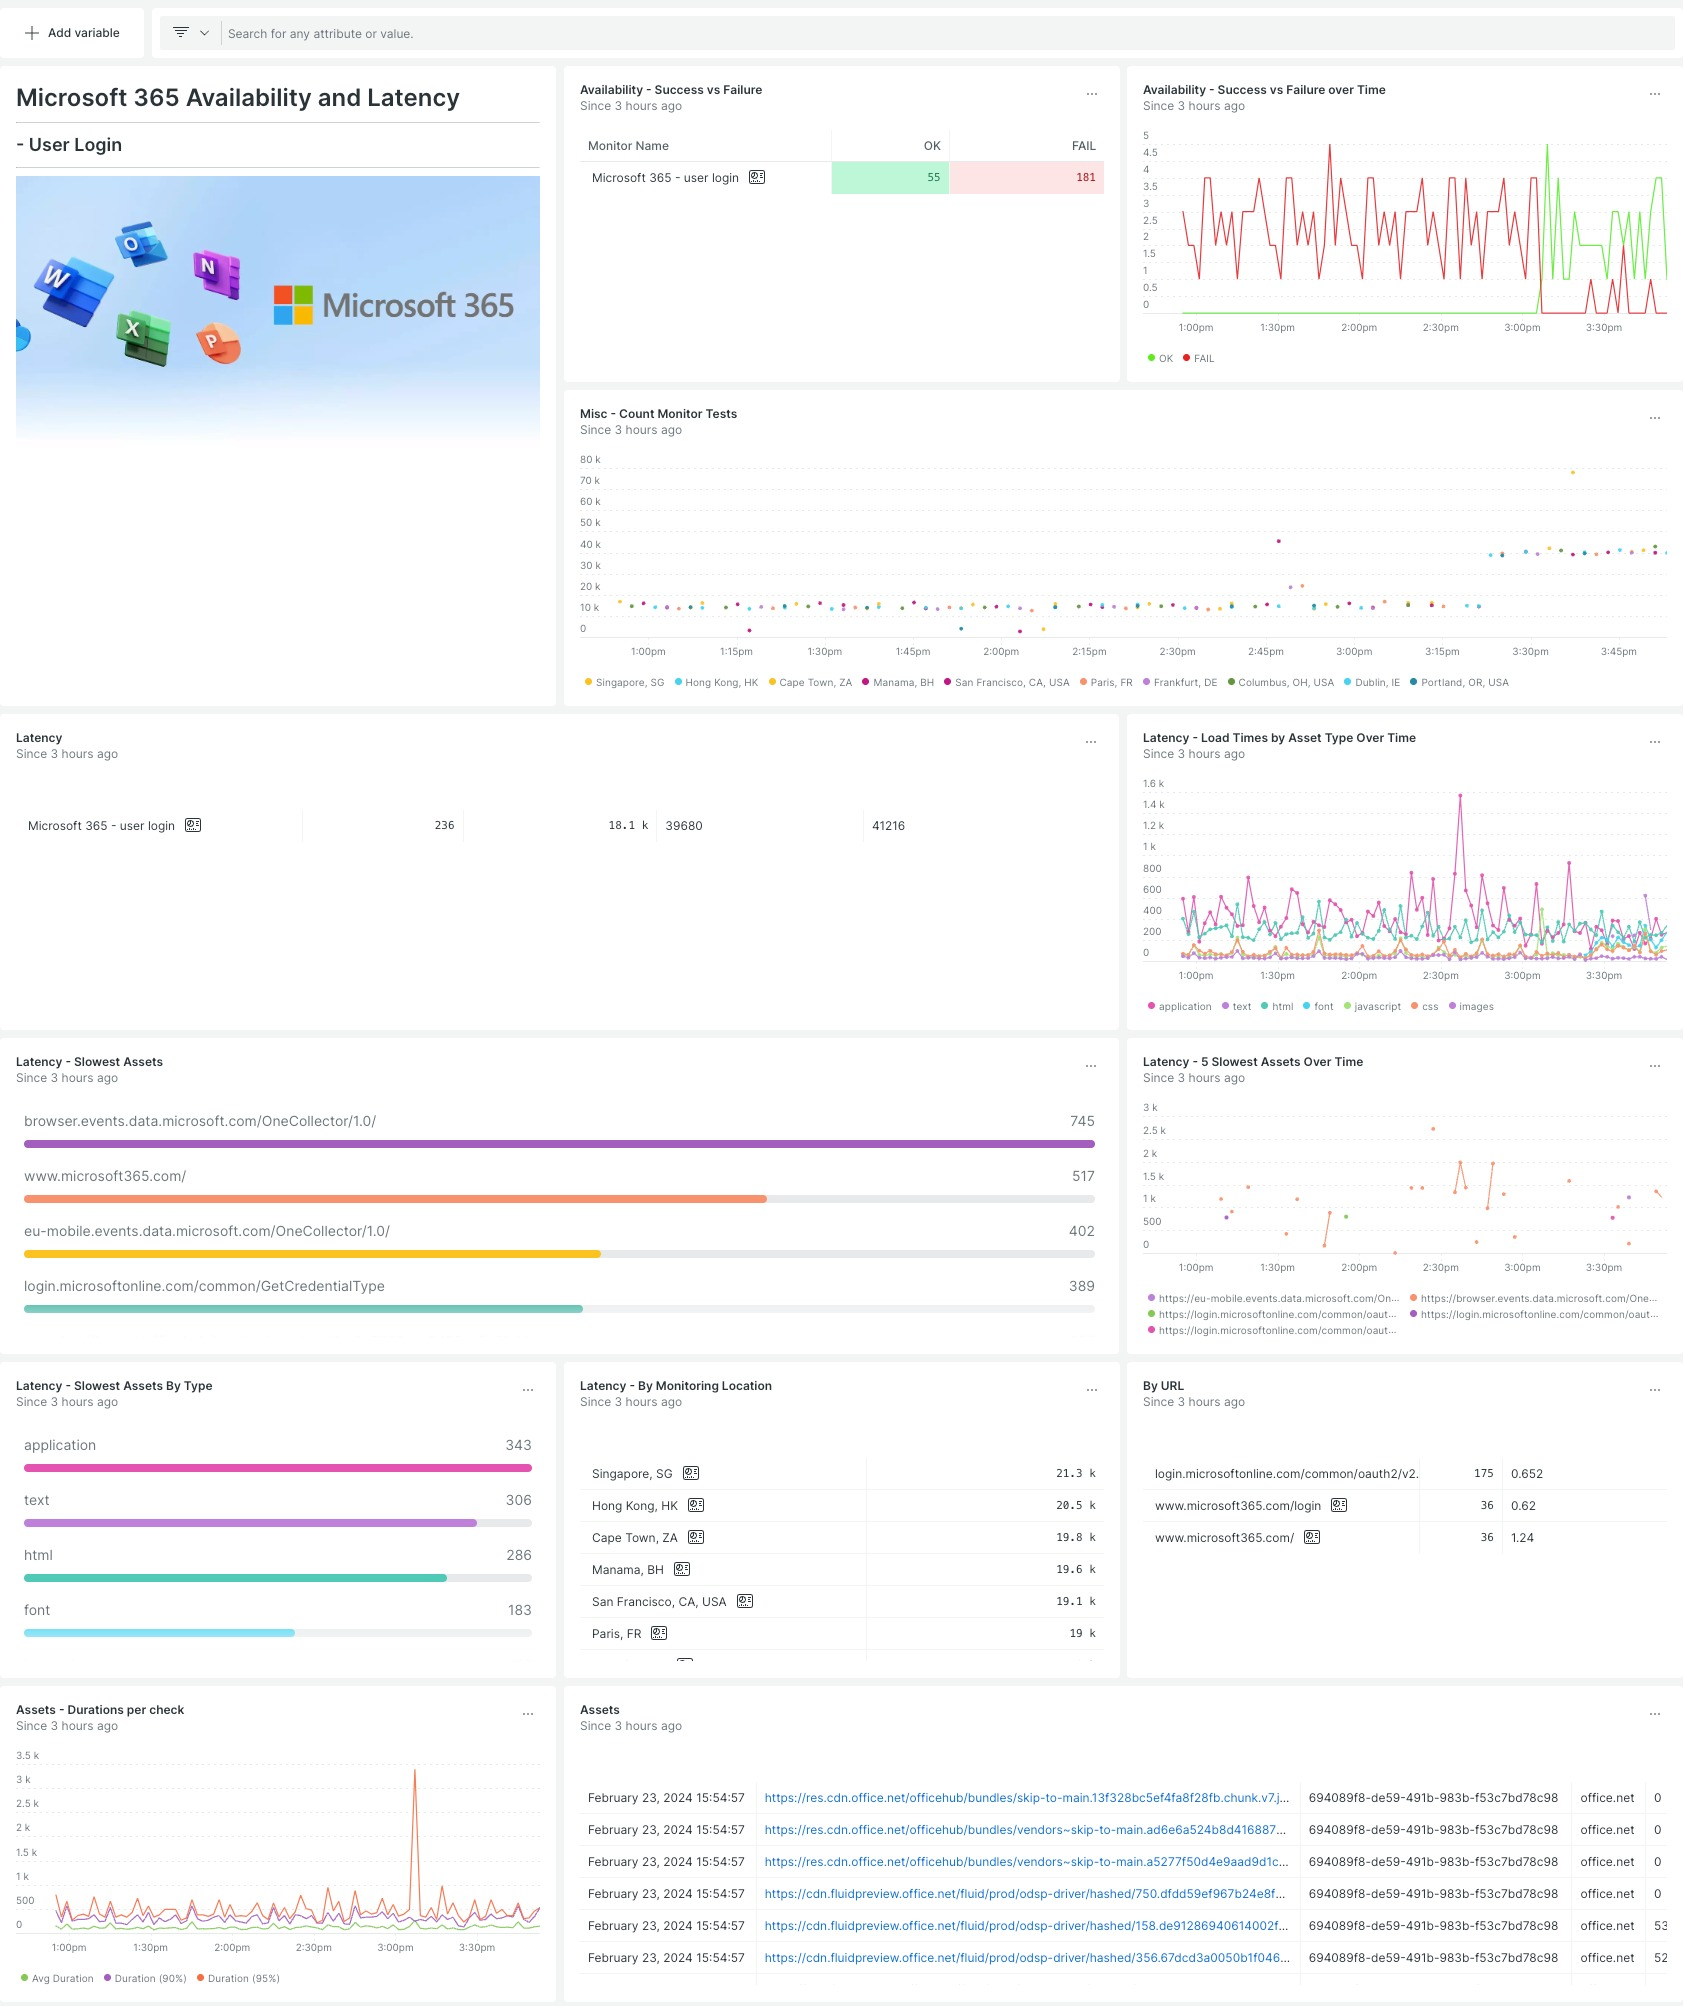 Add variable
Search for any attribute or value.
Microsoft 365 Availability and Latency
- User Login
O
W
N
X
P
Microsoft 365
Availability - Success vs Failure
Since 3 hours ago
Monitor Name OK FAIL
Microsoft 365 - user login 55 181
Availability - Success vs Failure over Time
Since 3 hours ago
5
4.5
4
3.5
3
2.5
2
1.5
1
0.5
0
1:00pm 1:30pm 2:00pm 2:30pm 3:00pm 3:30pm
OK FAIL
Misc - Count Monitor Tests
Since 3 hours ago
80 k
70 k
60 k
50 k
40 k
30 k
20 k
10 k
0
1:00pm 1:15pm 1:30pm 1:45pm 2:00pm 2:15pm 2:30pm 2:45pm 3:00pm 3:15pm 3:30pm 3:45pm
Singapore, SG Hong Kong, HK Cape Town, ZA Manama, BH San Francisco, CA, USA Paris, FR Frankfurt, DE Columbus, OH, USA Dublin, IE Portland, OR, USA
Latency
Since 3 hours ago
Microsoft 365 - user login 236 18.1 k 39680 41216
Latency - Load Times by Asset Type Over Time
Since 3 hours ago
1.6 k
1.4 k
1.2 k
1 k
800
600
400
200
0
1:00pm 1:30pm 2:00pm 2:30pm 3:00pm 3:30pm
application text html font javascript css images
Latency - Slowest Assets
Since 3 hours ago
browser.events.data.microsoft.com/OneCollector/1.0/ 745
www.microsoft365.com/ 517
eu-mobile.events.data.microsoft.com/OneCollector/1.0/ 402
login.microsoftonline.com/common/GetCredentialType 389
Latency - 5 Slowest Assets Over Time
Since 3 hours ago
3 k
2.5 k
2 k
1.5 k
1 k
500
0
1:00pm 1:30pm 2:00pm 2:30pm 3:00pm 3:30pm
https://eu-mobile.events.data.microsoft.com/On... https://browser.events.data.microsoft.com/One...
https://login.microsoftonline.com/common/oaut... https://login.microsoftonline.com/common/oaut...
https://login.microsoftonline.com/common/oaut...
Latency - Slowest Assets By Type
Since 3 hours ago
application 343
text 306
html 286
font 183
Latency - By Monitoring Location
Since 3 hours ago
Singapore, SG 21.3 k
Hong Kong, HK 20.5 k
Cape Town, ZA 19.8 k
Manama, BH 19.6 k
San Francisco, CA, USA 19.1 k
Paris, FR 19 k
By URL
Since 3 hours ago
login.microsoftonline.com/common/oauth2/v2. 175 0.652
www.microsoft365.com/login 36 0.62
www.microsoft365.com/ 36 1.24
Assets - Durations per check
Since 3 hours ago
3.5 k
3 k
2.5 k
2 k
1.5 k
1 k
500
0
1:00pm 1:30pm 2:00pm 2:30pm 3:00pm 3:30pm
Avg Duration Duration (90%) Duration (95%)
Assets
Since 3 hours ago
February 23, 2024 15:54:57 https://res.cdn.office.net/officehub/bundles/skip-to-main.13f328bc5ef4fa8f28fb.chunk.v7.j... 694089f8-de59-491b-983b-f53c7bd78c98 office.net 0
February 23, 2024 15:54:57 https://res.cdn.office.net/officehub/bundles/vendors~skip-to-main.ad6e6a524b8d416887... 694089f8-de59-491b-983b-f53c7bd78c98 office.net 0
February 23, 2024 15:54:57 https://res.cdn.office.net/officehub/bundles/vendors~skip-to-main.a5277f50d4e9aad9d1c... 694089f8-de59-491b-983b-f53c7bd78c98 office.net 0
February 23, 2024 15:54:57 https://cdn.fluidpreview.office.net/fluid/prod/odsp-driver/hashed/750.dfdd59ef967b24e8f... 694089f8-de59-491b-983b-f53c7bd78c98 office.net 0
February 23, 2024 15:54:57 https://cdn.fluidpreview.office.net/fluid/prod/odsp-driver/hashed/158.de91286940614002f... 694089f8-de59-491b-983b-f53c7bd78c98 office.net 53
February 23, 2024 15:54:57 https://cdn.fluidpreview.office.net/fluid/prod/odsp-driver/hashed/356.67dcd3a0050b1f046... 694089f8-de59-491b-983b-f53c7bd78c98 office.net 52